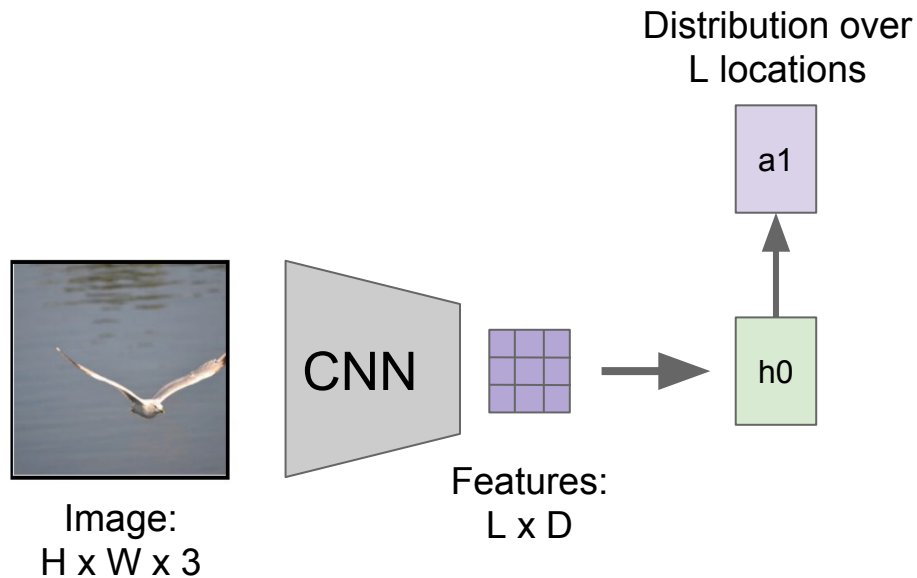 Distribution over
L locations
a1
CNN
h0
Features:
L x D
Image:
H x W x 3